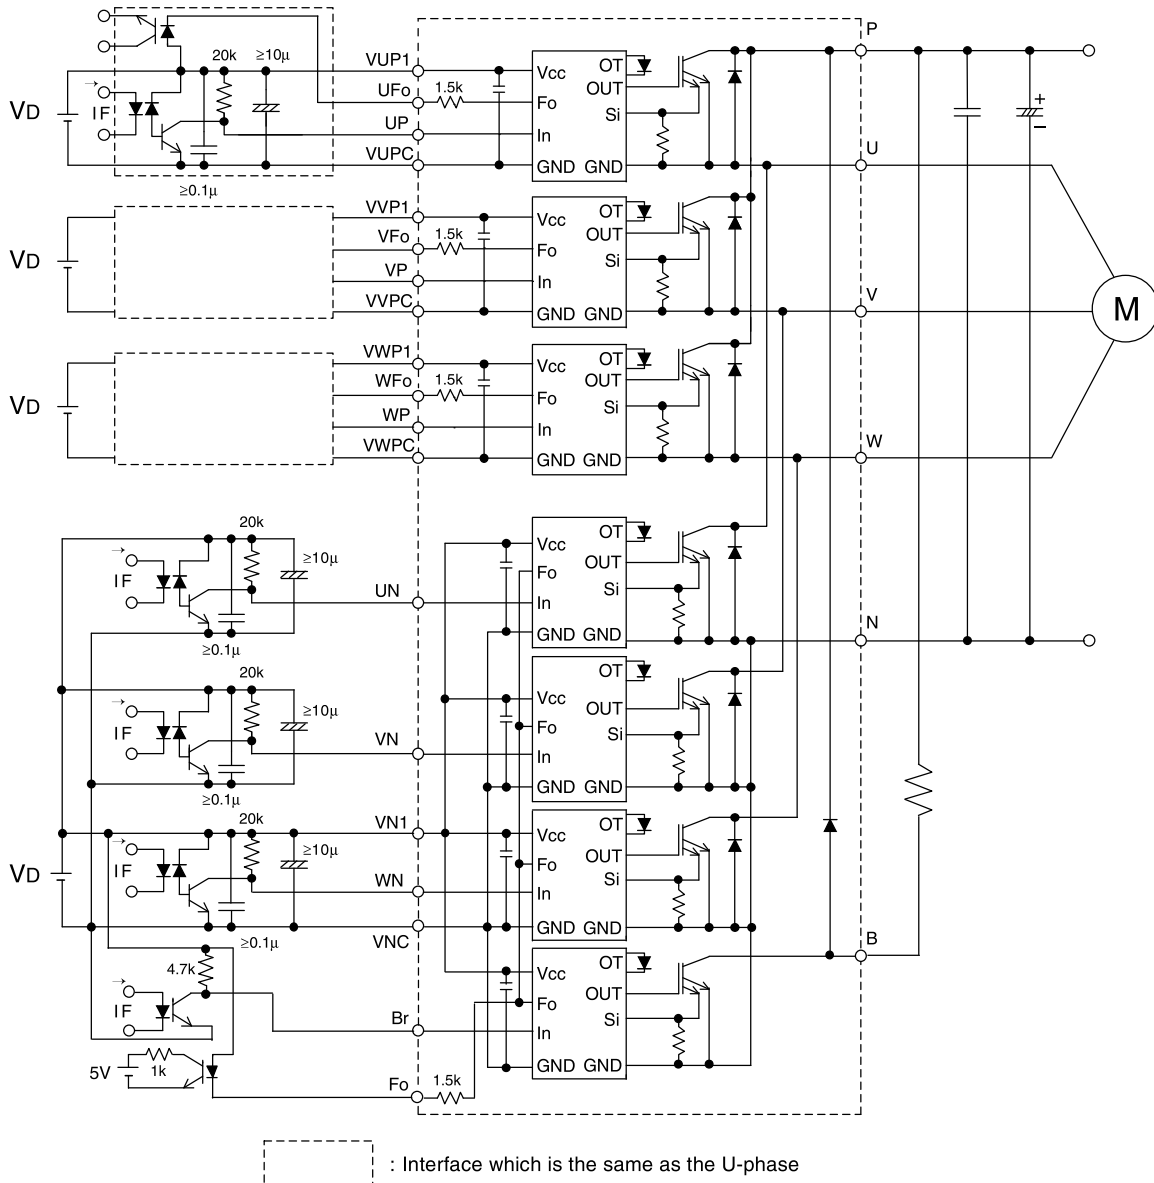 P
20k
≥10μ
VUP1
OT
Vcc
UFo
1.5k
OUT
+
VD
IF
Fo
Si
−
UP
In
VUPC
GND GND
U
≥0.1μ
VVP1
Vcc
OT
VFo
1.5k
OUT
VD
Fo
Si
VP
In
VVPC
GND GND
V
M
VWP1
Vcc
OT
WFo
1.5k
OUT
VD
Fo
Si
WP
In
VWPC
GND GND
W
20k
≥10μ
OT
Vcc
IF
OUT
Fo
UN
Si
In
GND GND
N
≥0.1μ
20k
OT
≥10μ
Vcc
IF
OUT
Fo
VN
Si
In
GND GND
≥0.1μ
20k
VN1
OT
Vcc
≥10μ
OUT
VD
IF
Fo
WN
Si
In
VNC
GND GND
≥0.1μ
B
4.7k
OT
Vcc
IF
OUT
Fo
Br
Si
In
GND GND
5V
1k
Fo
1.5k
: Interface which is the same as the U-phase